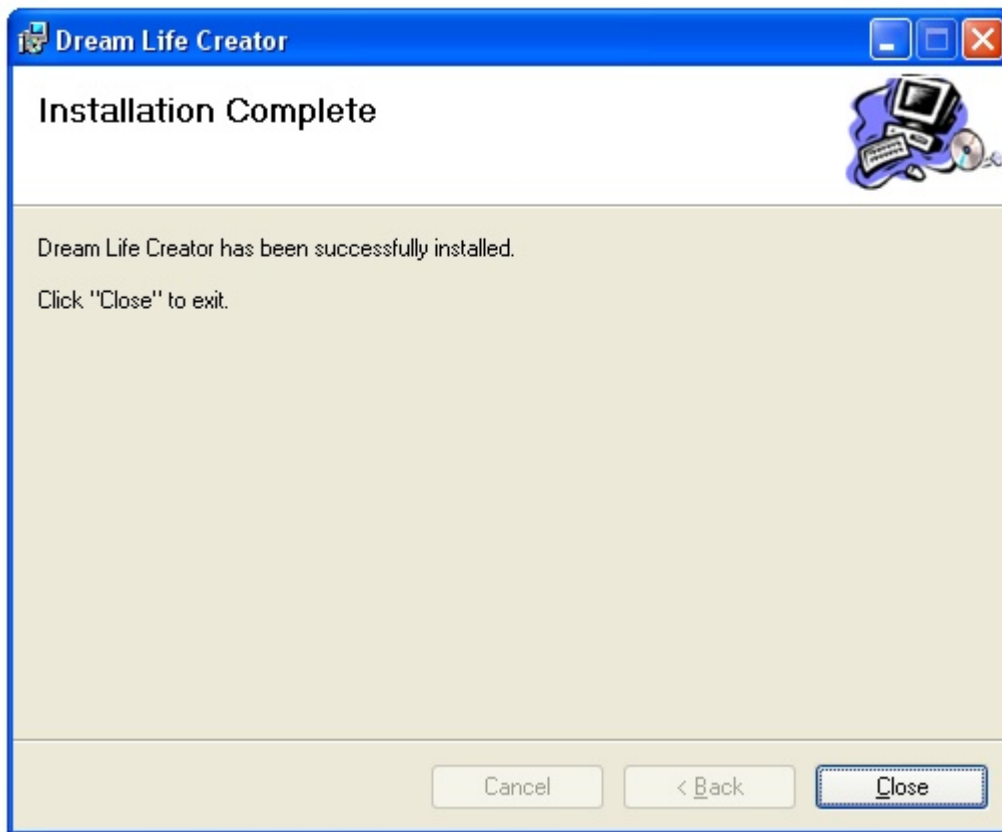 Dream Life Creator
Installation Complete
Dream Life Creator has been successfully installed.
Click "Close" to exit.
Cancel
< Back
Close